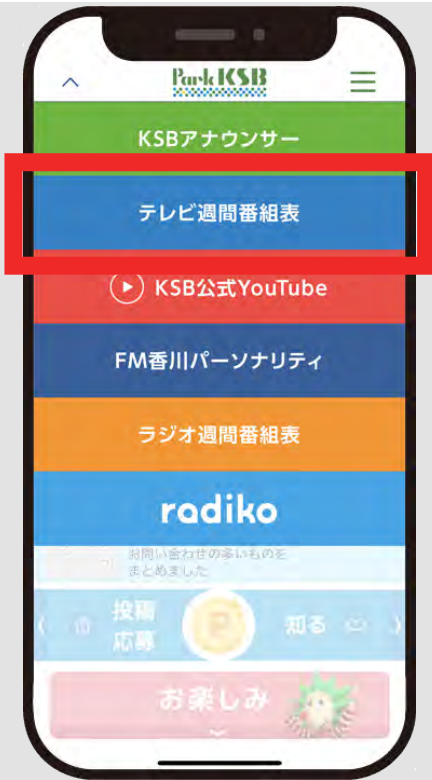 Park KSB
KSBアナウンサー
テレビ週間番組表
KSB公式YouTube
FM香川パーソナリティ
ラジオ週間番組表
radiko
お問い合わせの多いものを
まとめました
投稿
応募
P
知る
お楽しみ